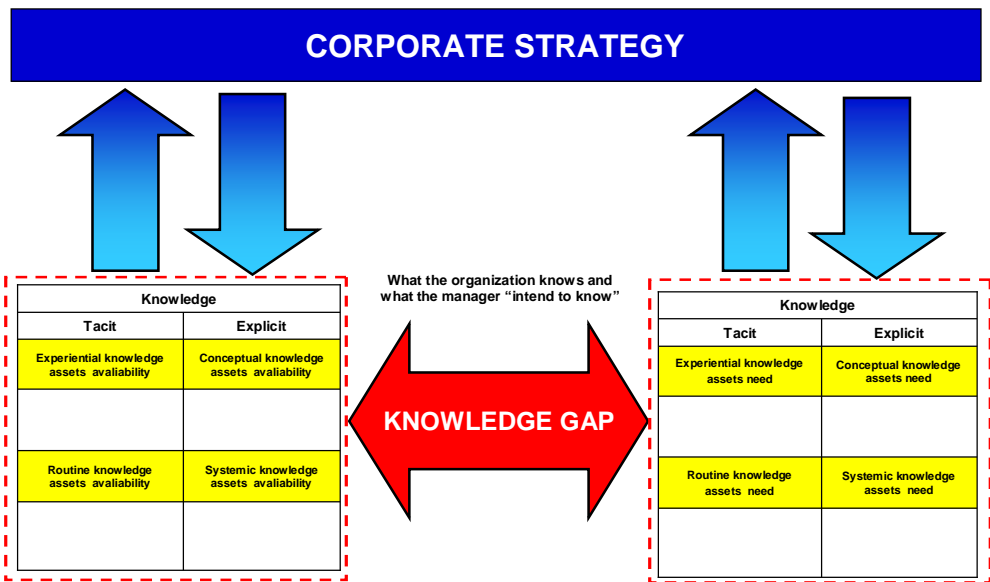 CORPORATE STRATEGY
What the organization knows and
what the manager “intend to know”
KNOWLEDGE GAP
Knowledge
Tacit
Explicit
Experiential knowledge
assets avaliability
Conceptual knowledge
assets avaliability
Routine knowledge
assets avaliability
Systemic knowledge
assets avaliability
Knowledge
Tacit
Explicit
Experiential knowledge
assets need
Conceptual knowledge
assets need
Routine knowledge
assets need
Systemic knowledge
assets need